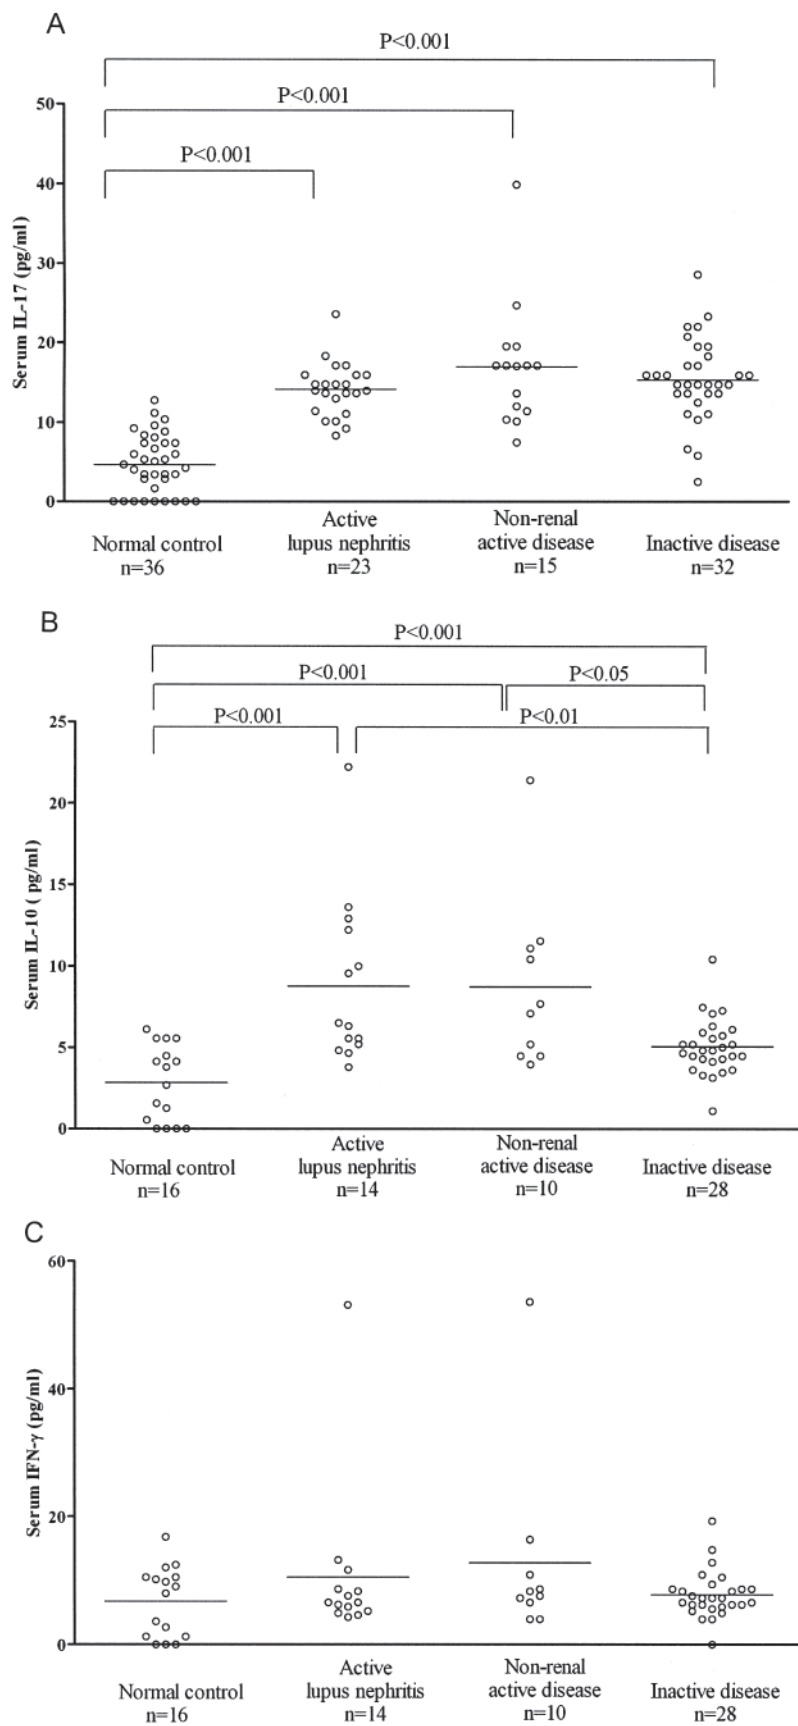 A
P<0.001
P<0.001
P<0.001
50
40
30
20
10
0
Serum IL-17 (pg/ml)
Normal control
n=36
Active
lupus nephritis
n=23
Non-renal
active disease
n=15
Inactive disease
n=32
B
P<0.001
P<0.001
P<0.05
P<0.001
P<0.01
25
20
15
10
5
0
Serum IL-10 ( pg/ml)
Normal control
n=16
Active
lupus nephritis
n=14
Non-renal
active disease
n=10
Inactive disease
n=28
C
60
40
20
0
Serum IFN-γ (pg/ml)
Normal control
n=16
Active
lupus nephritis
n=14
Non-renal
active disease
n=10
Inactive disease
n=28